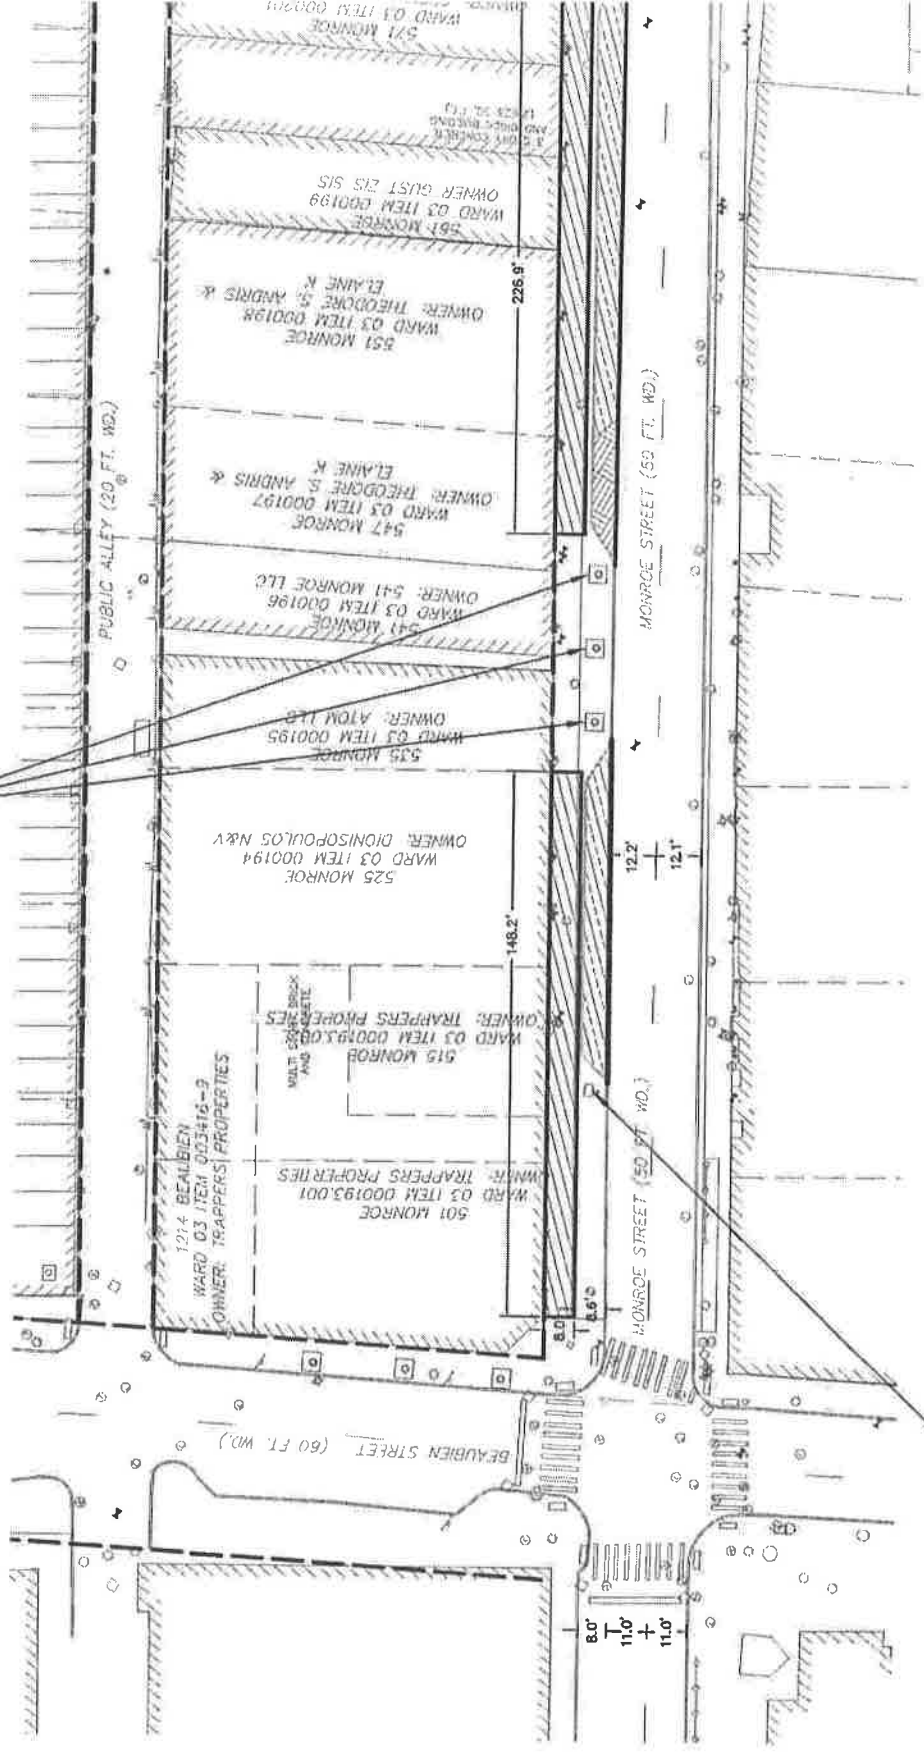 571 MONROE
WARD 03 ITEM 000201
561 MONROE
WARD 03 ITEM 000199
OWNER GUST ZIS SIS
551 MONROE
WARD 03 ITEM 000198
OWNER: THEODORE S. ANDRIS &
ELAINE K
547 MONROE
WARD 03 ITEM 000197
OWNER: THEODORE S. ANDRIS &
ELAINE K
541 MONROE
WARD 03 ITEM 000196
OWNER: 541 MONROE LLC
535 MONROE
WARD 03 ITEM 000195
OWNER: ATOM LLC
525 MONROE
WARD 03 ITEM 000194
OWNER: DIONISOPOULOS N&V
515 MONROE
OWNER: TRAPPERS PROPERTIES
501 MONROE
WARD 03 ITEM 000193.001
OWNER: TRAPPERS PROPERTIES
1214 BEAUBIEN
WARD 03 ITEM 003416-9
OWNER: TRAPPERS PROPERTIES
PUBLIC ALLEY (20 FT. WD.)
226.9'
148.2'
MONROE STREET (50 FT. WD.)
12.2'
12.1'
MONROE STREET (50 FT. WD.)
8.0'
8.6'
BEAUBIEN STREET (60 FT. WD.)
8.0'
11.0'
11.0'